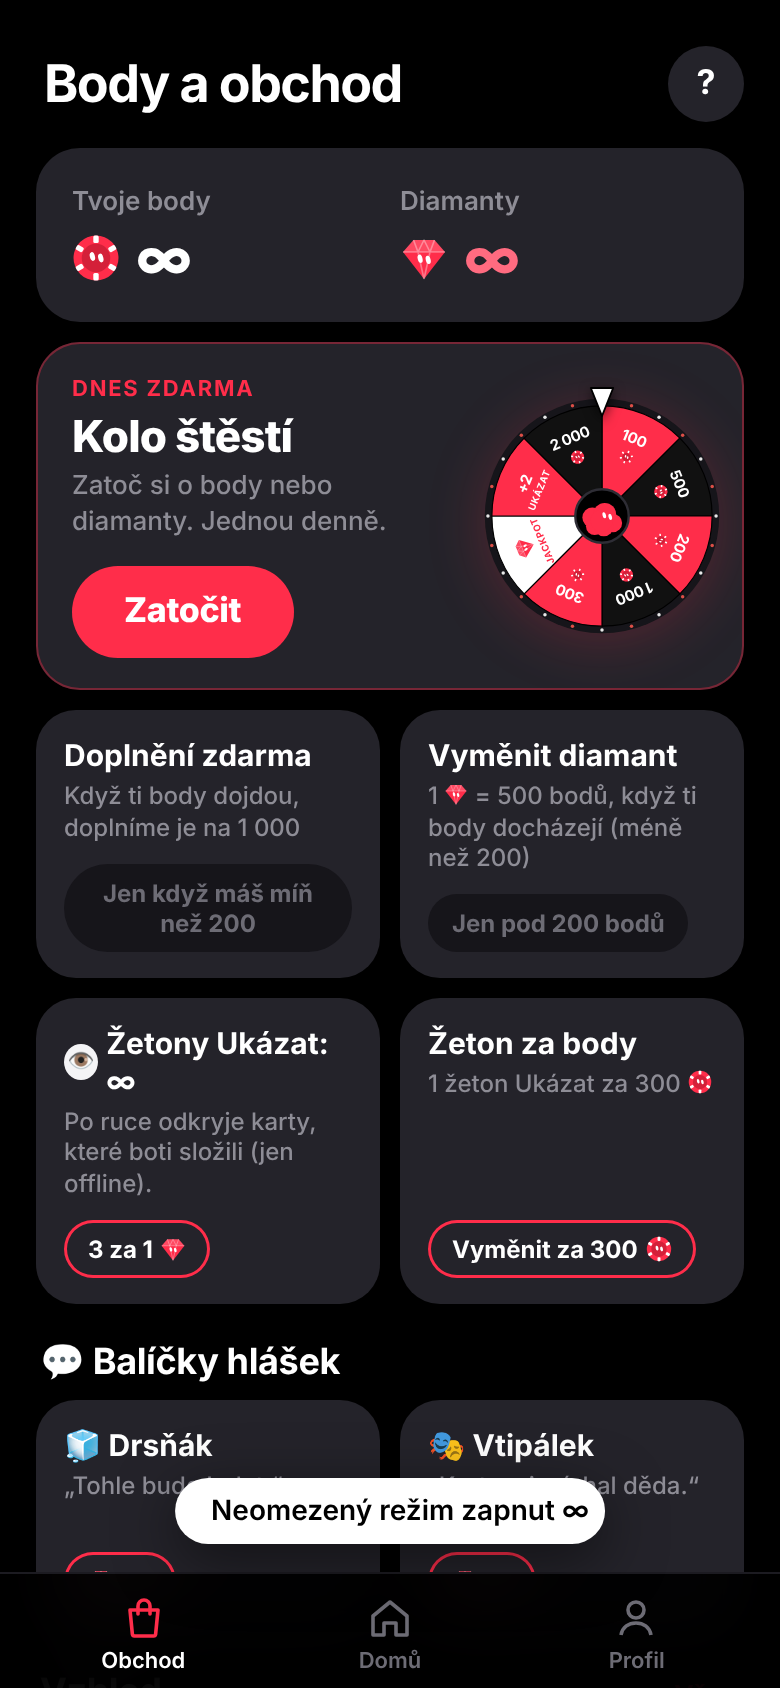 Body a obchod
?
Tvoje body
Diamanty
∞
∞
DNES ZDARMA
Kolo štěstí
Zatoč si o body nebo
diamanty. Jednou denně.
Zatočit
2 000
100
500
200
1 000
300
JACKPOT
+2
UKÁZAT
Doplnění zdarma
Když ti body dojdou,
doplníme je na 1 000
Jen když máš míň
než 200
Vyměnit diamant
1 = 500 bodů, když ti
body docházejí (méně
než 200)
Jen pod 200 bodů
Žetony Ukázat:
∞
Po ruce odkryje karty,
které boti složili (jen
offline).
3 za 1
Žeton za body
1 žeton Ukázat za 300
Vyměnit za 300
💬 Balíčky hlášek
🧊 Drsňák
„Tohle
🎭 Vtipálek
děda.“
Neomezený režim zapnut ∞
Obchod
Domů
Profil